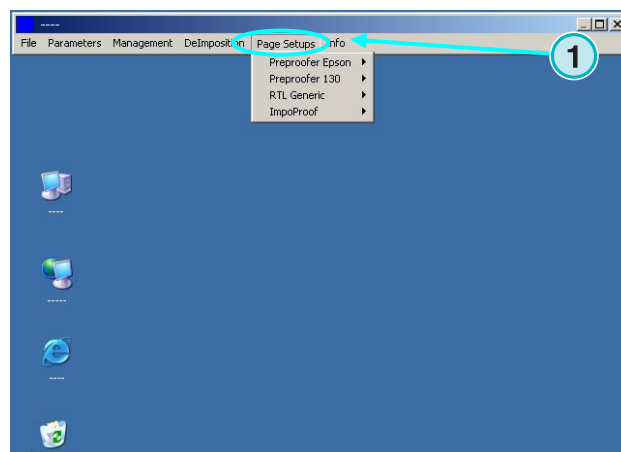 ----
File Parameters Management DeImposition Page Setups Info
1
Preproofer Epson
Preproofer 130
RTL Generic
ImpoProof
----
-----
----